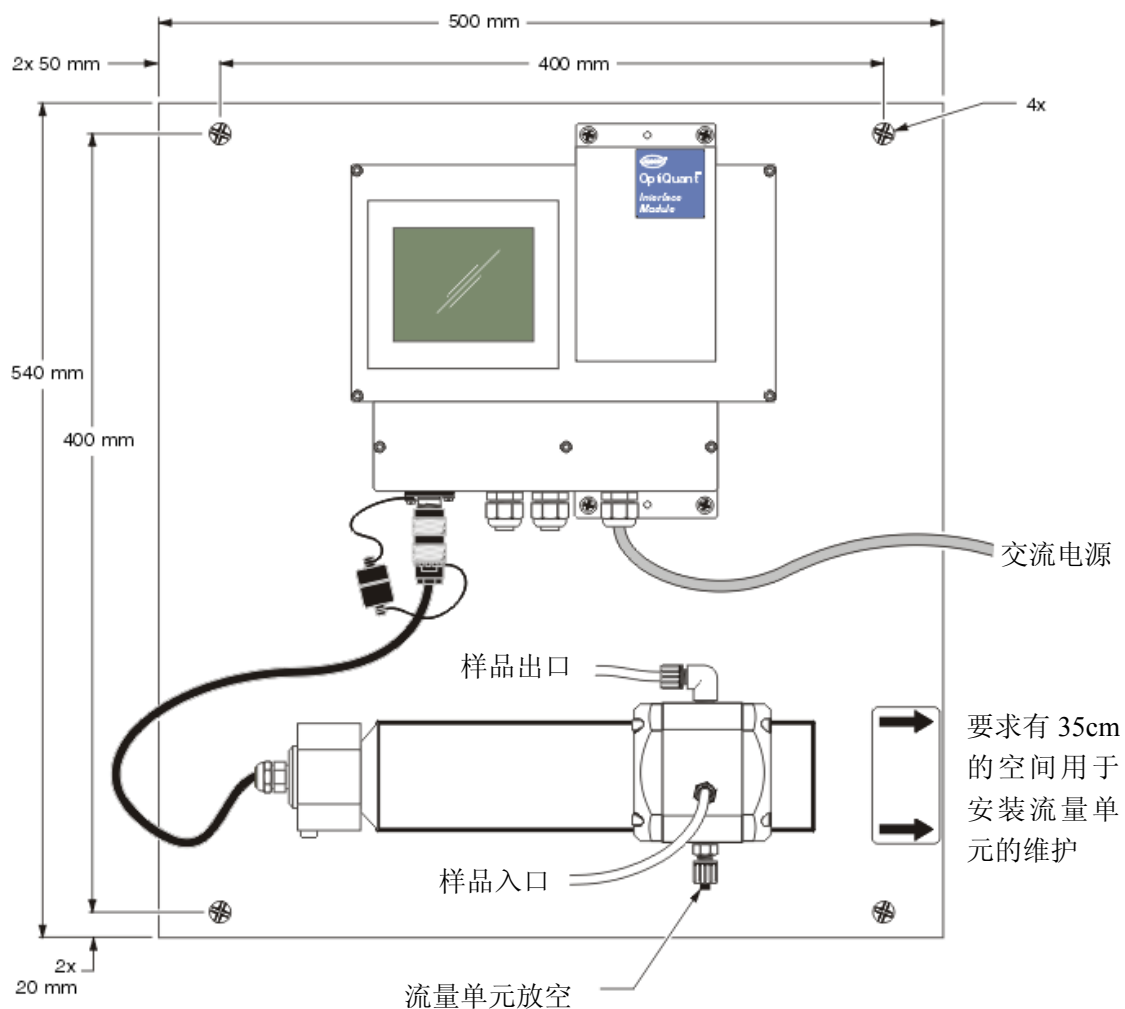 500 mm
2x 50 mm
400 mm
4x
OptiQuant
Interface
Module
540 mm
400 mm
交流电源
样品出口
要求有 35cm
的空间用于
安装流量单
元的维护
样品入口
2x
20 mm
流量单元放空